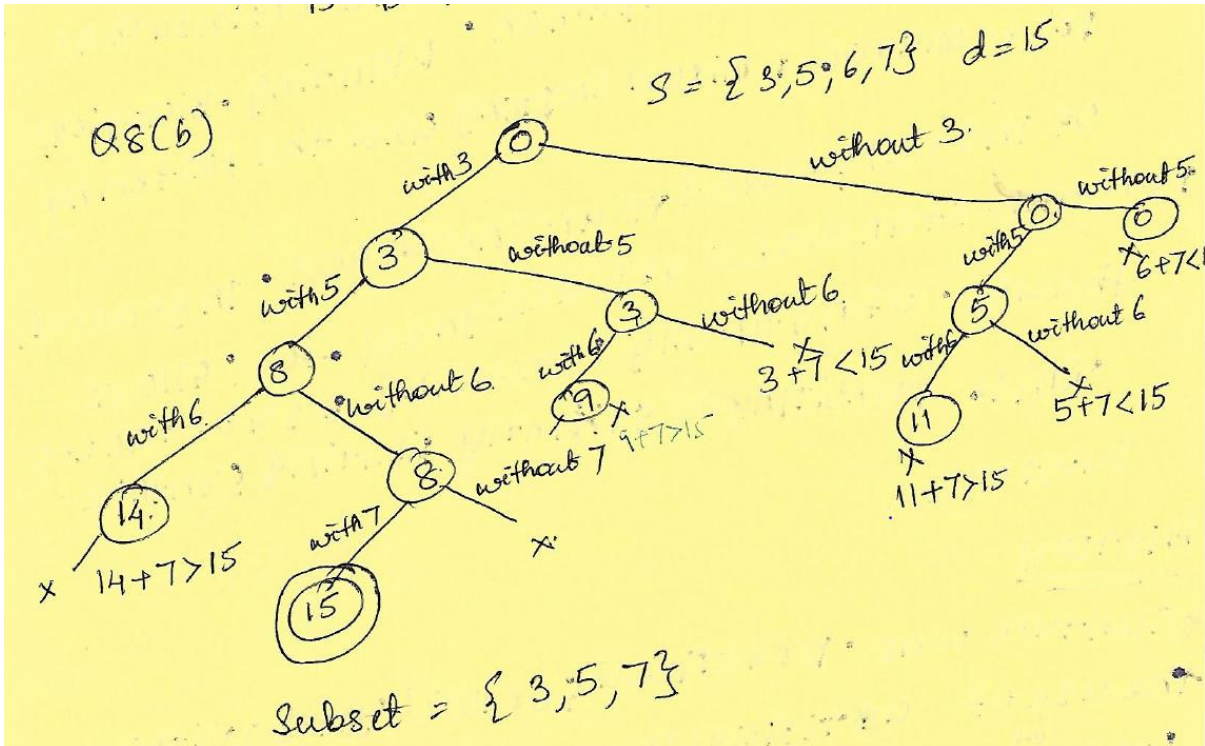 S = {3,5,6,7} d=15
Q8(b)
0
with 3
without 3.
0
without 5
0
x 6+7<1
3
without 5
with 5
with 5
3
without 6.
x
3+7<15
5
with 6
without 6
x
5+7<15
8
with 6
without 6.
with 6
9 x
9+7>15
11
x
11+7>15
14
x 14+7>15
8
with 7
without 7
x
15
Subset = {3,5,7}